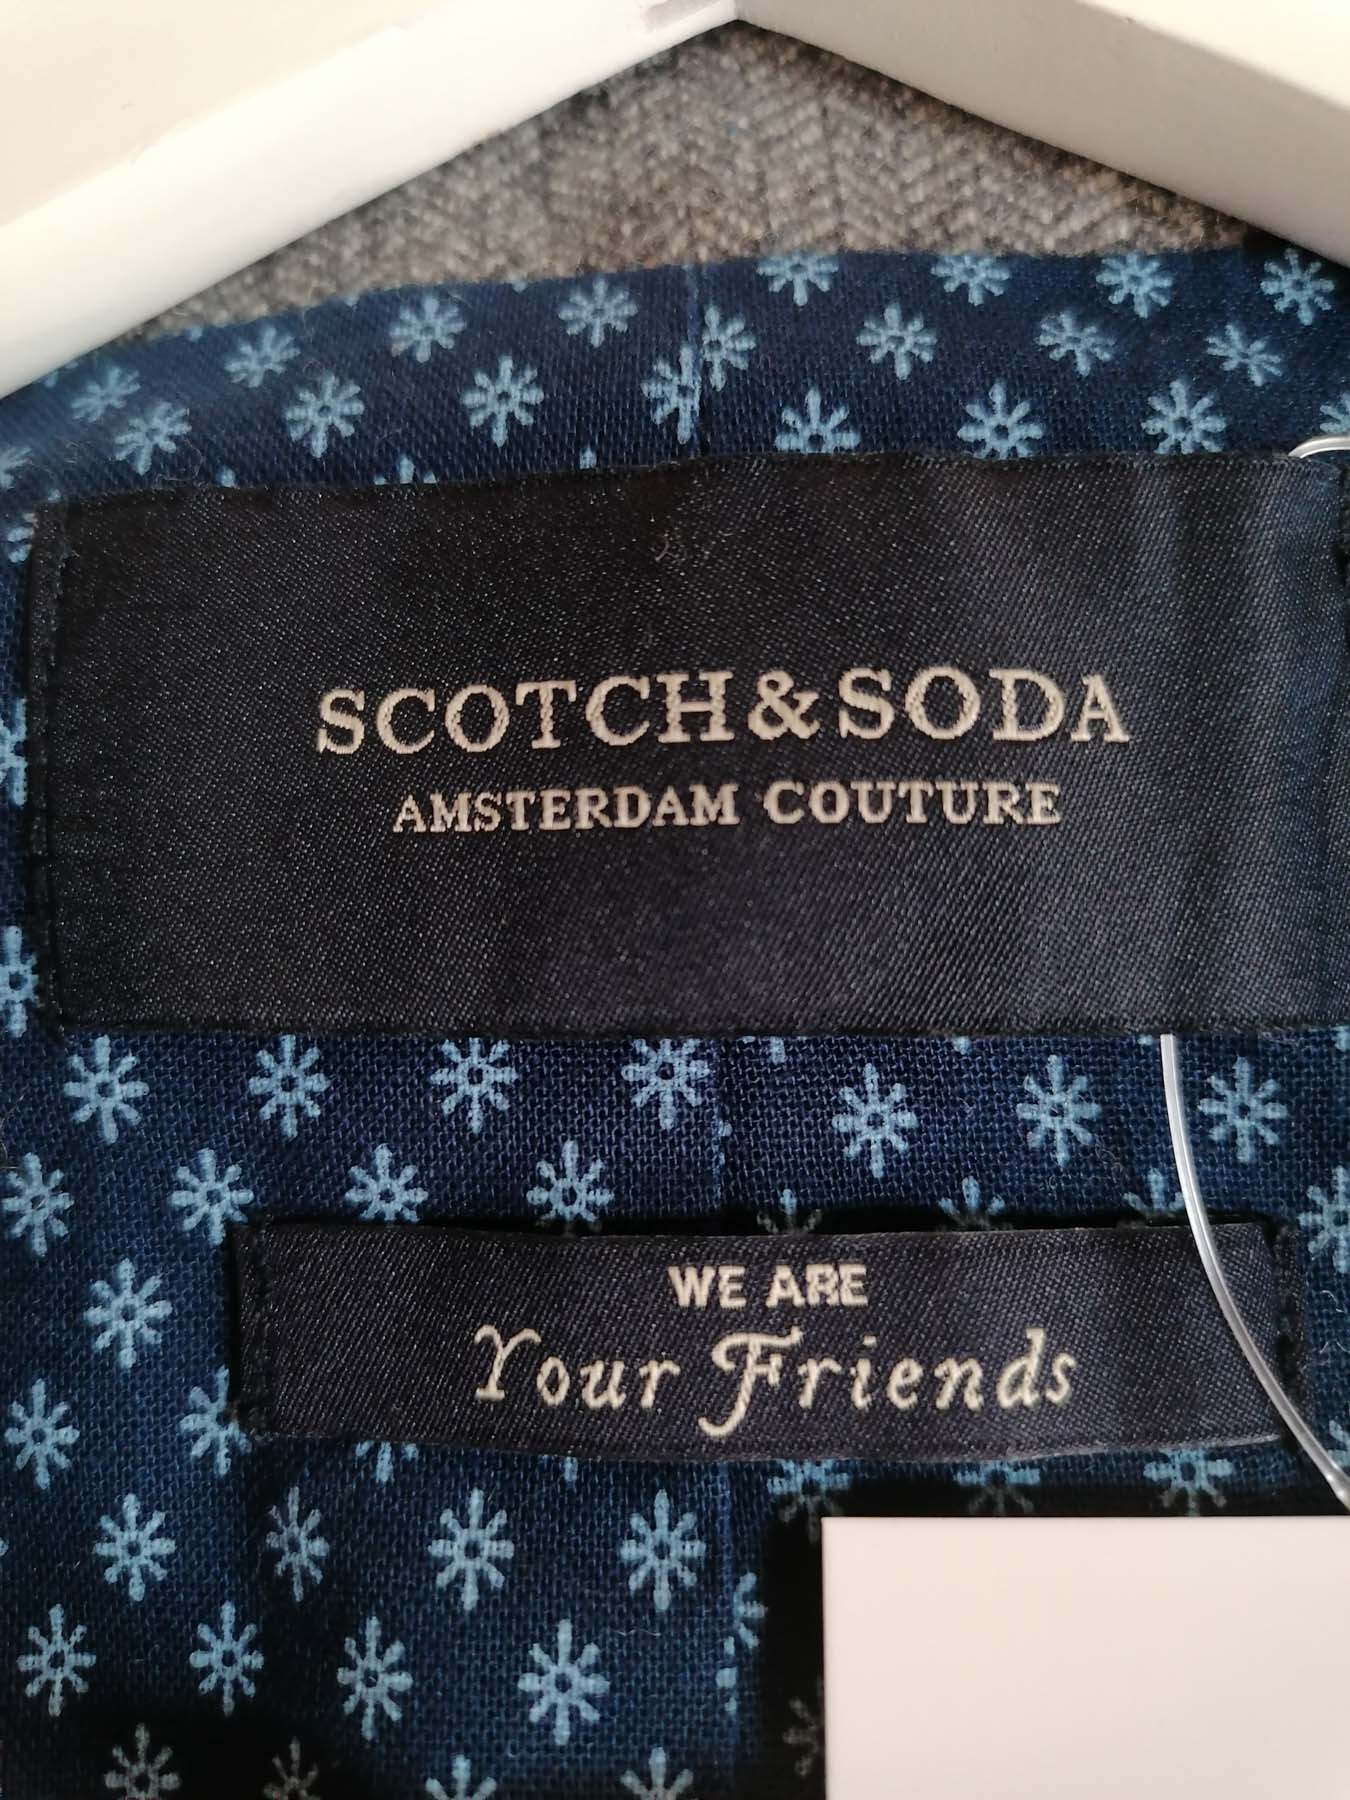 SCOTCH & SODA
AMSTERDAM COUTURE
WE ARE
Your Friends